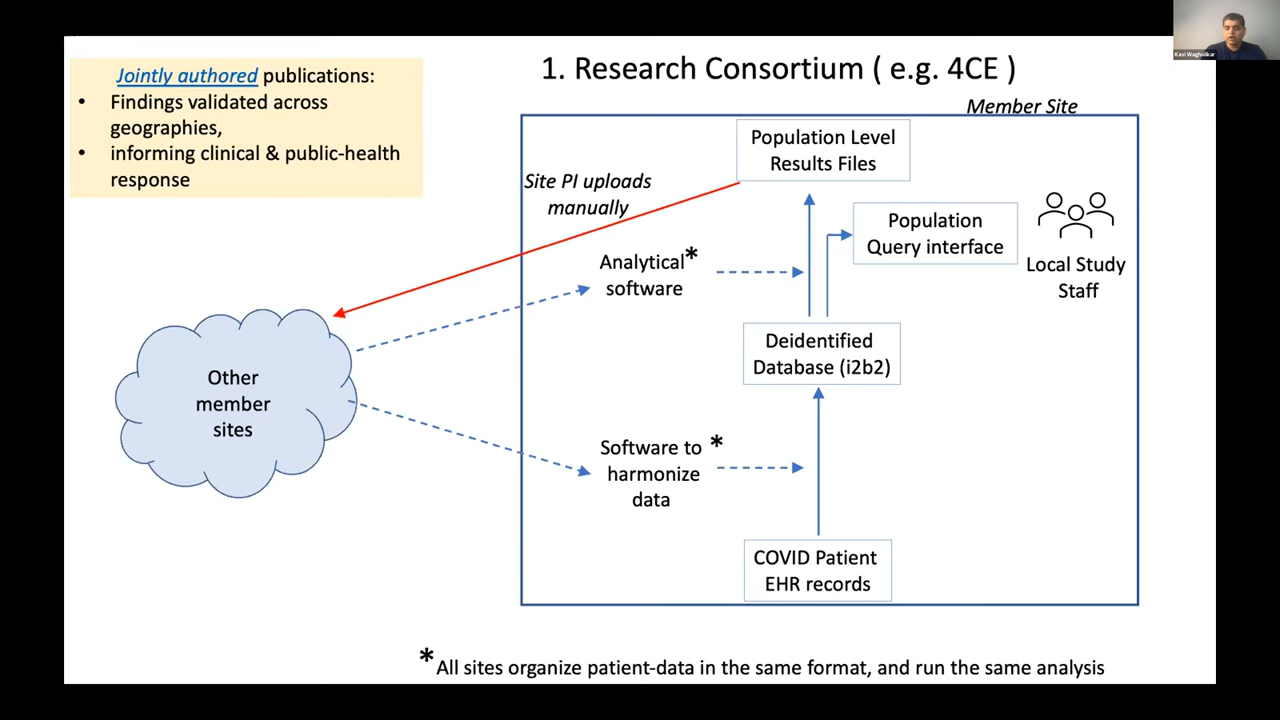 Kavi Wagholikar
1. Research Consortium ( e.g. 4CE )
Jointly authored publications:
• Findings validated across
geographies,
• informing clinical & public-health
response
Member Site
Population Level
Results Files
Site PI uploads
manually
Population
Query interface
Analytical*
software
Local Study
Staff
Deidentified
Database (i2b2)
Other
member
sites
Software to *
harmonize
data
COVID Patient
EHR records
*All sites organize patient-data in the same format, and run the same analysis